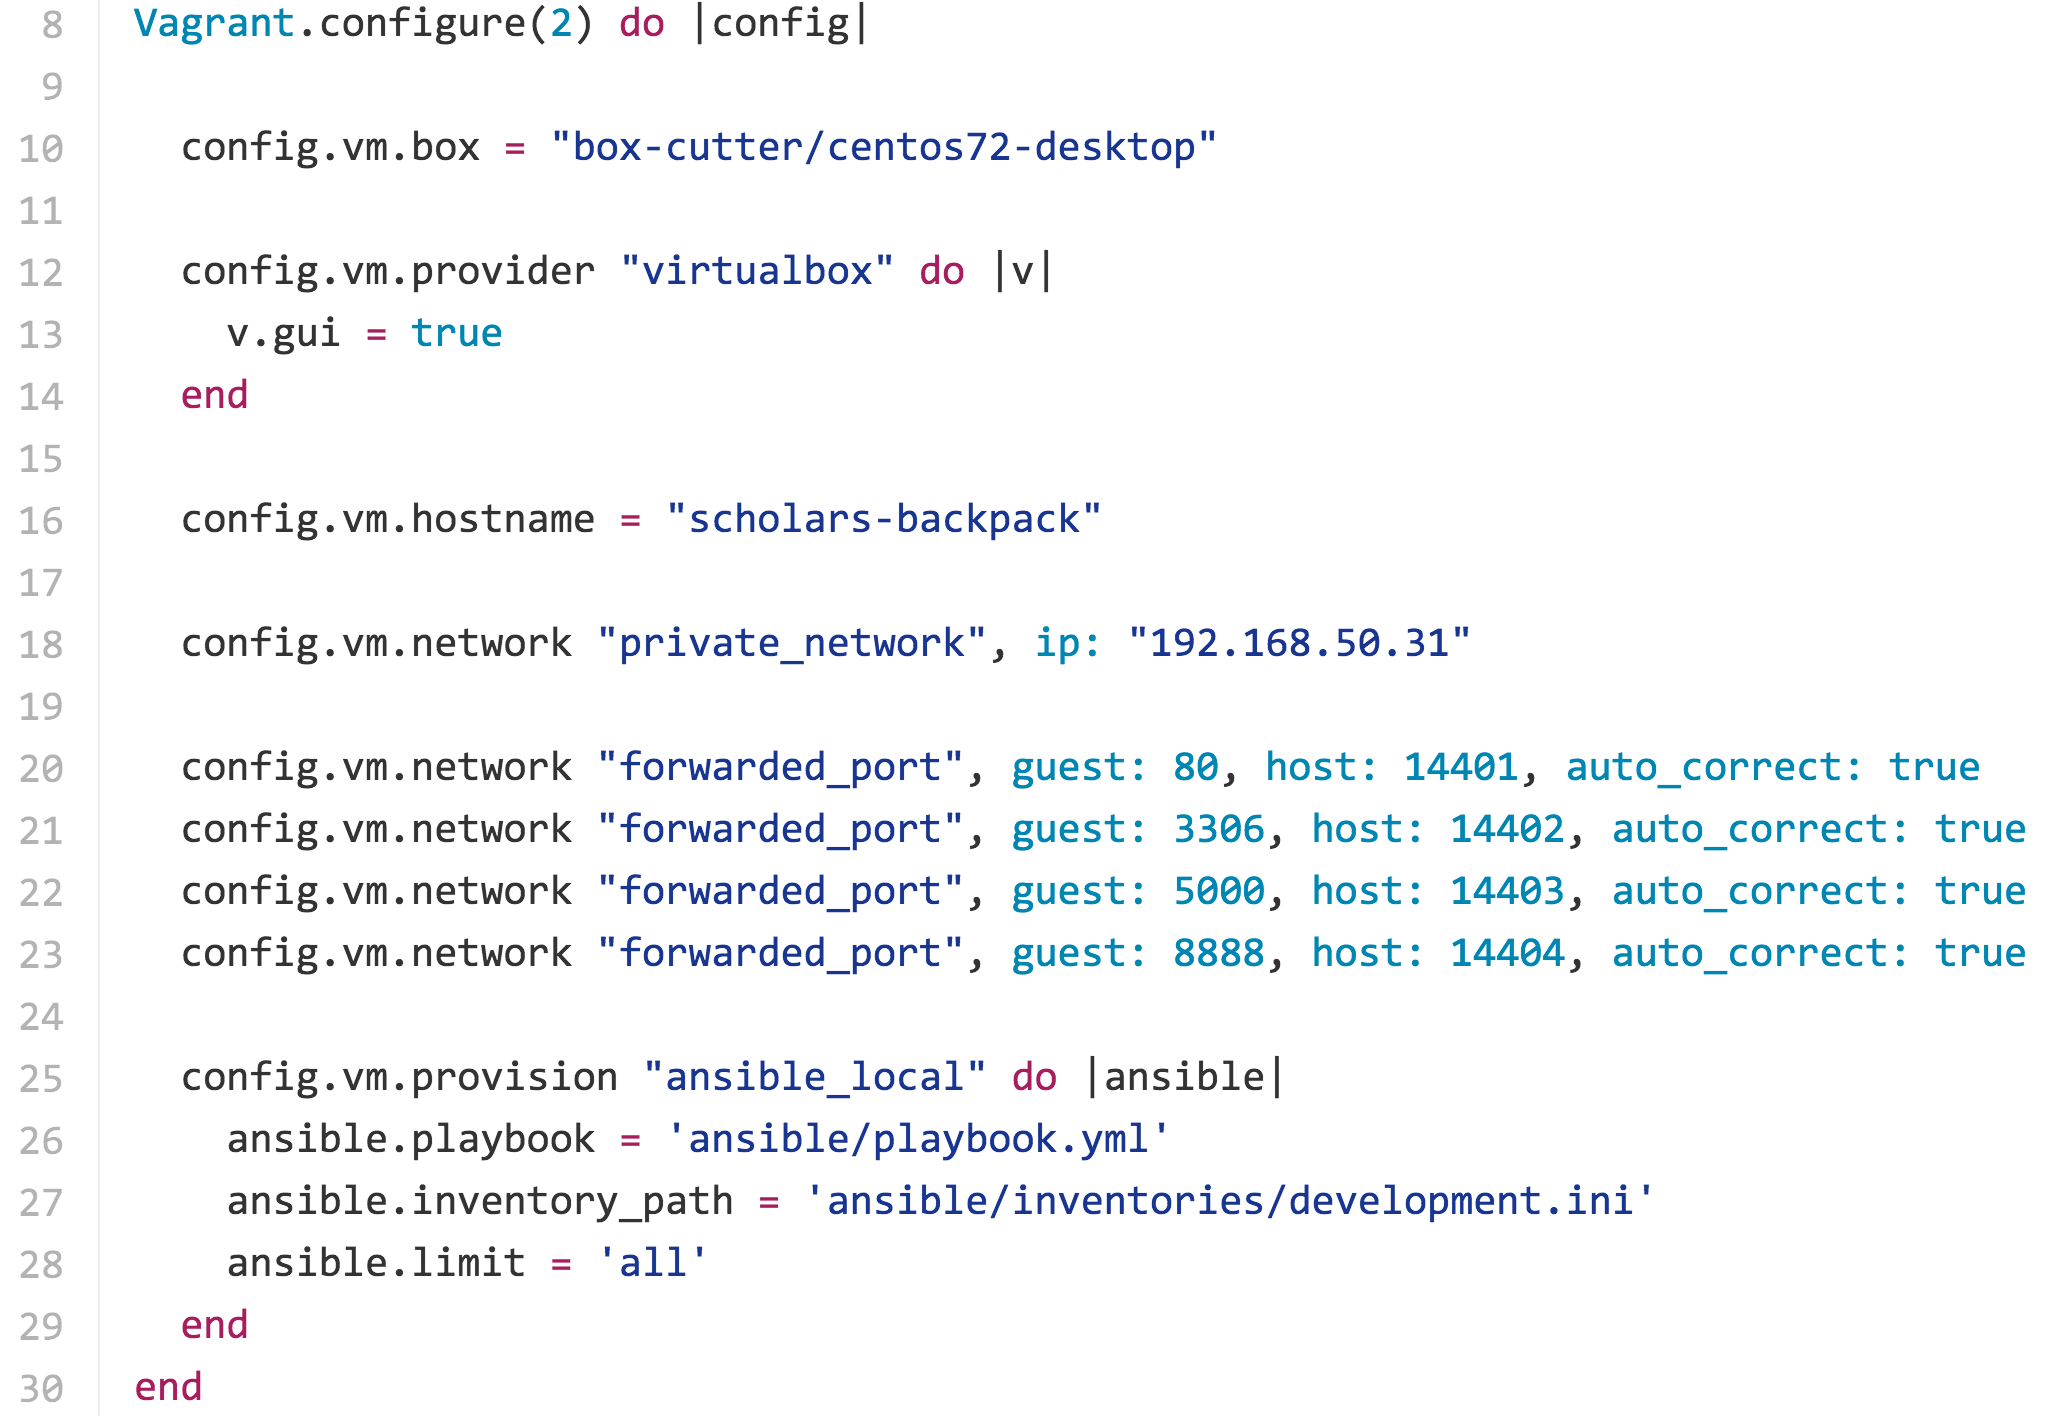 8 Vagrant.configure(2) do |config|
9
10   config.vm.box = "box-cutter/centos72-desktop"
11
12   config.vm.provider "virtualbox" do |v|
13     v.gui = true
14   end
15
16   config.vm.hostname = "scholars-backpack"
17
18   config.vm.network "private_network", ip: "192.168.50.31"
19
20   config.vm.network "forwarded_port", guest: 80, host: 14401, auto_correct: true
21   config.vm.network "forwarded_port", guest: 3306, host: 14402, auto_correct: true
22   config.vm.network "forwarded_port", guest: 5000, host: 14403, auto_correct: true
23   config.vm.network "forwarded_port", guest: 8888, host: 14404, auto_correct: true
24
25   config.vm.provision "ansible_local" do |ansible|
26     ansible.playbook = 'ansible/playbook.yml'
27     ansible.inventory_path = 'ansible/inventories/development.ini'
28     ansible.limit = 'all'
29   end
30 end